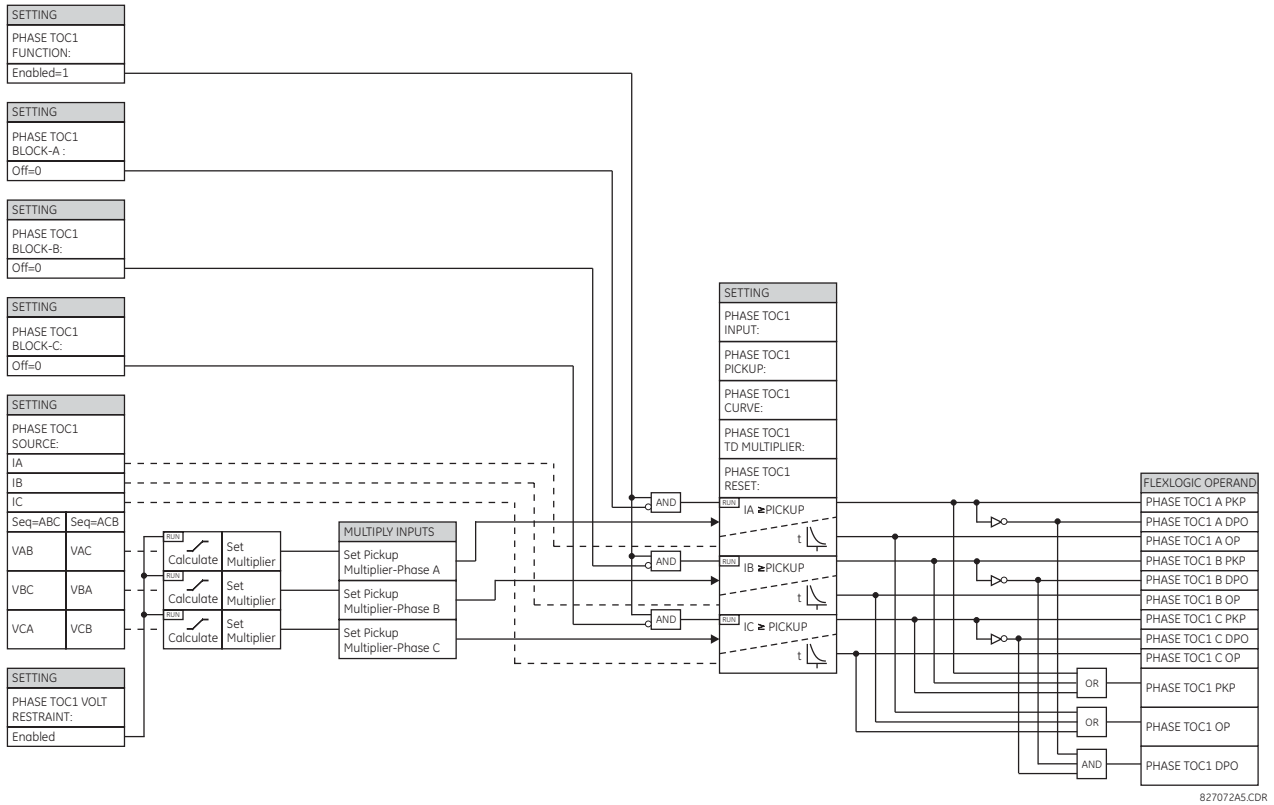 SETTING
PHASE TOC1
FUNCTION:
Enabled=1
SETTING
PHASE TOC1
BLOCK-A :
Off=0
SETTING
PHASE TOC1
BLOCK-B:
Off=0
SETTING
PHASE TOC1
BLOCK-C:
Off=0
SETTING
PHASE TOC1
SOURCE:
IA
IB
IC
Seq=ABC Seq=ACB
VAB VAC
VBC VBA
VCA VCB
SETTING
PHASE TOC1 VOLT
RESTRAINT:
Enabled
RUN
Calculate
Set
Multiplier
RUN
Calculate
Set
Multiplier
RUN
Calculate
Set
Multiplier
MULTIPLY INPUTS
Set Pickup
Multiplier-Phase A
Set Pickup
Multiplier-Phase B
Set Pickup
Multiplier-Phase C
AND
AND
AND
SETTING
PHASE TOC1
INPUT:
PHASE TOC1
PICKUP:
PHASE TOC1
CURVE:
PHASE TOC1
TD MULTIPLIER:
PHASE TOC1
RESET:
RUN
IA ≥PICKUP
t
RUN
IB ≥PICKUP
t
RUN
IC ≥ PICKUP
t
OR
OR
AND
FLEXLOGIC OPERAND
PHASE TOC1 A PKP
PHASE TOC1 A DPO
PHASE TOC1 A OP
PHASE TOC1 B PKP
PHASE TOC1 B DPO
PHASE TOC1 B OP
PHASE TOC1 C PKP
PHASE TOC1 C DPO
PHASE TOC1 C OP
PHASE TOC1 PKP
PHASE TOC1 OP
PHASE TOC1 DPO
827072A5.CDR